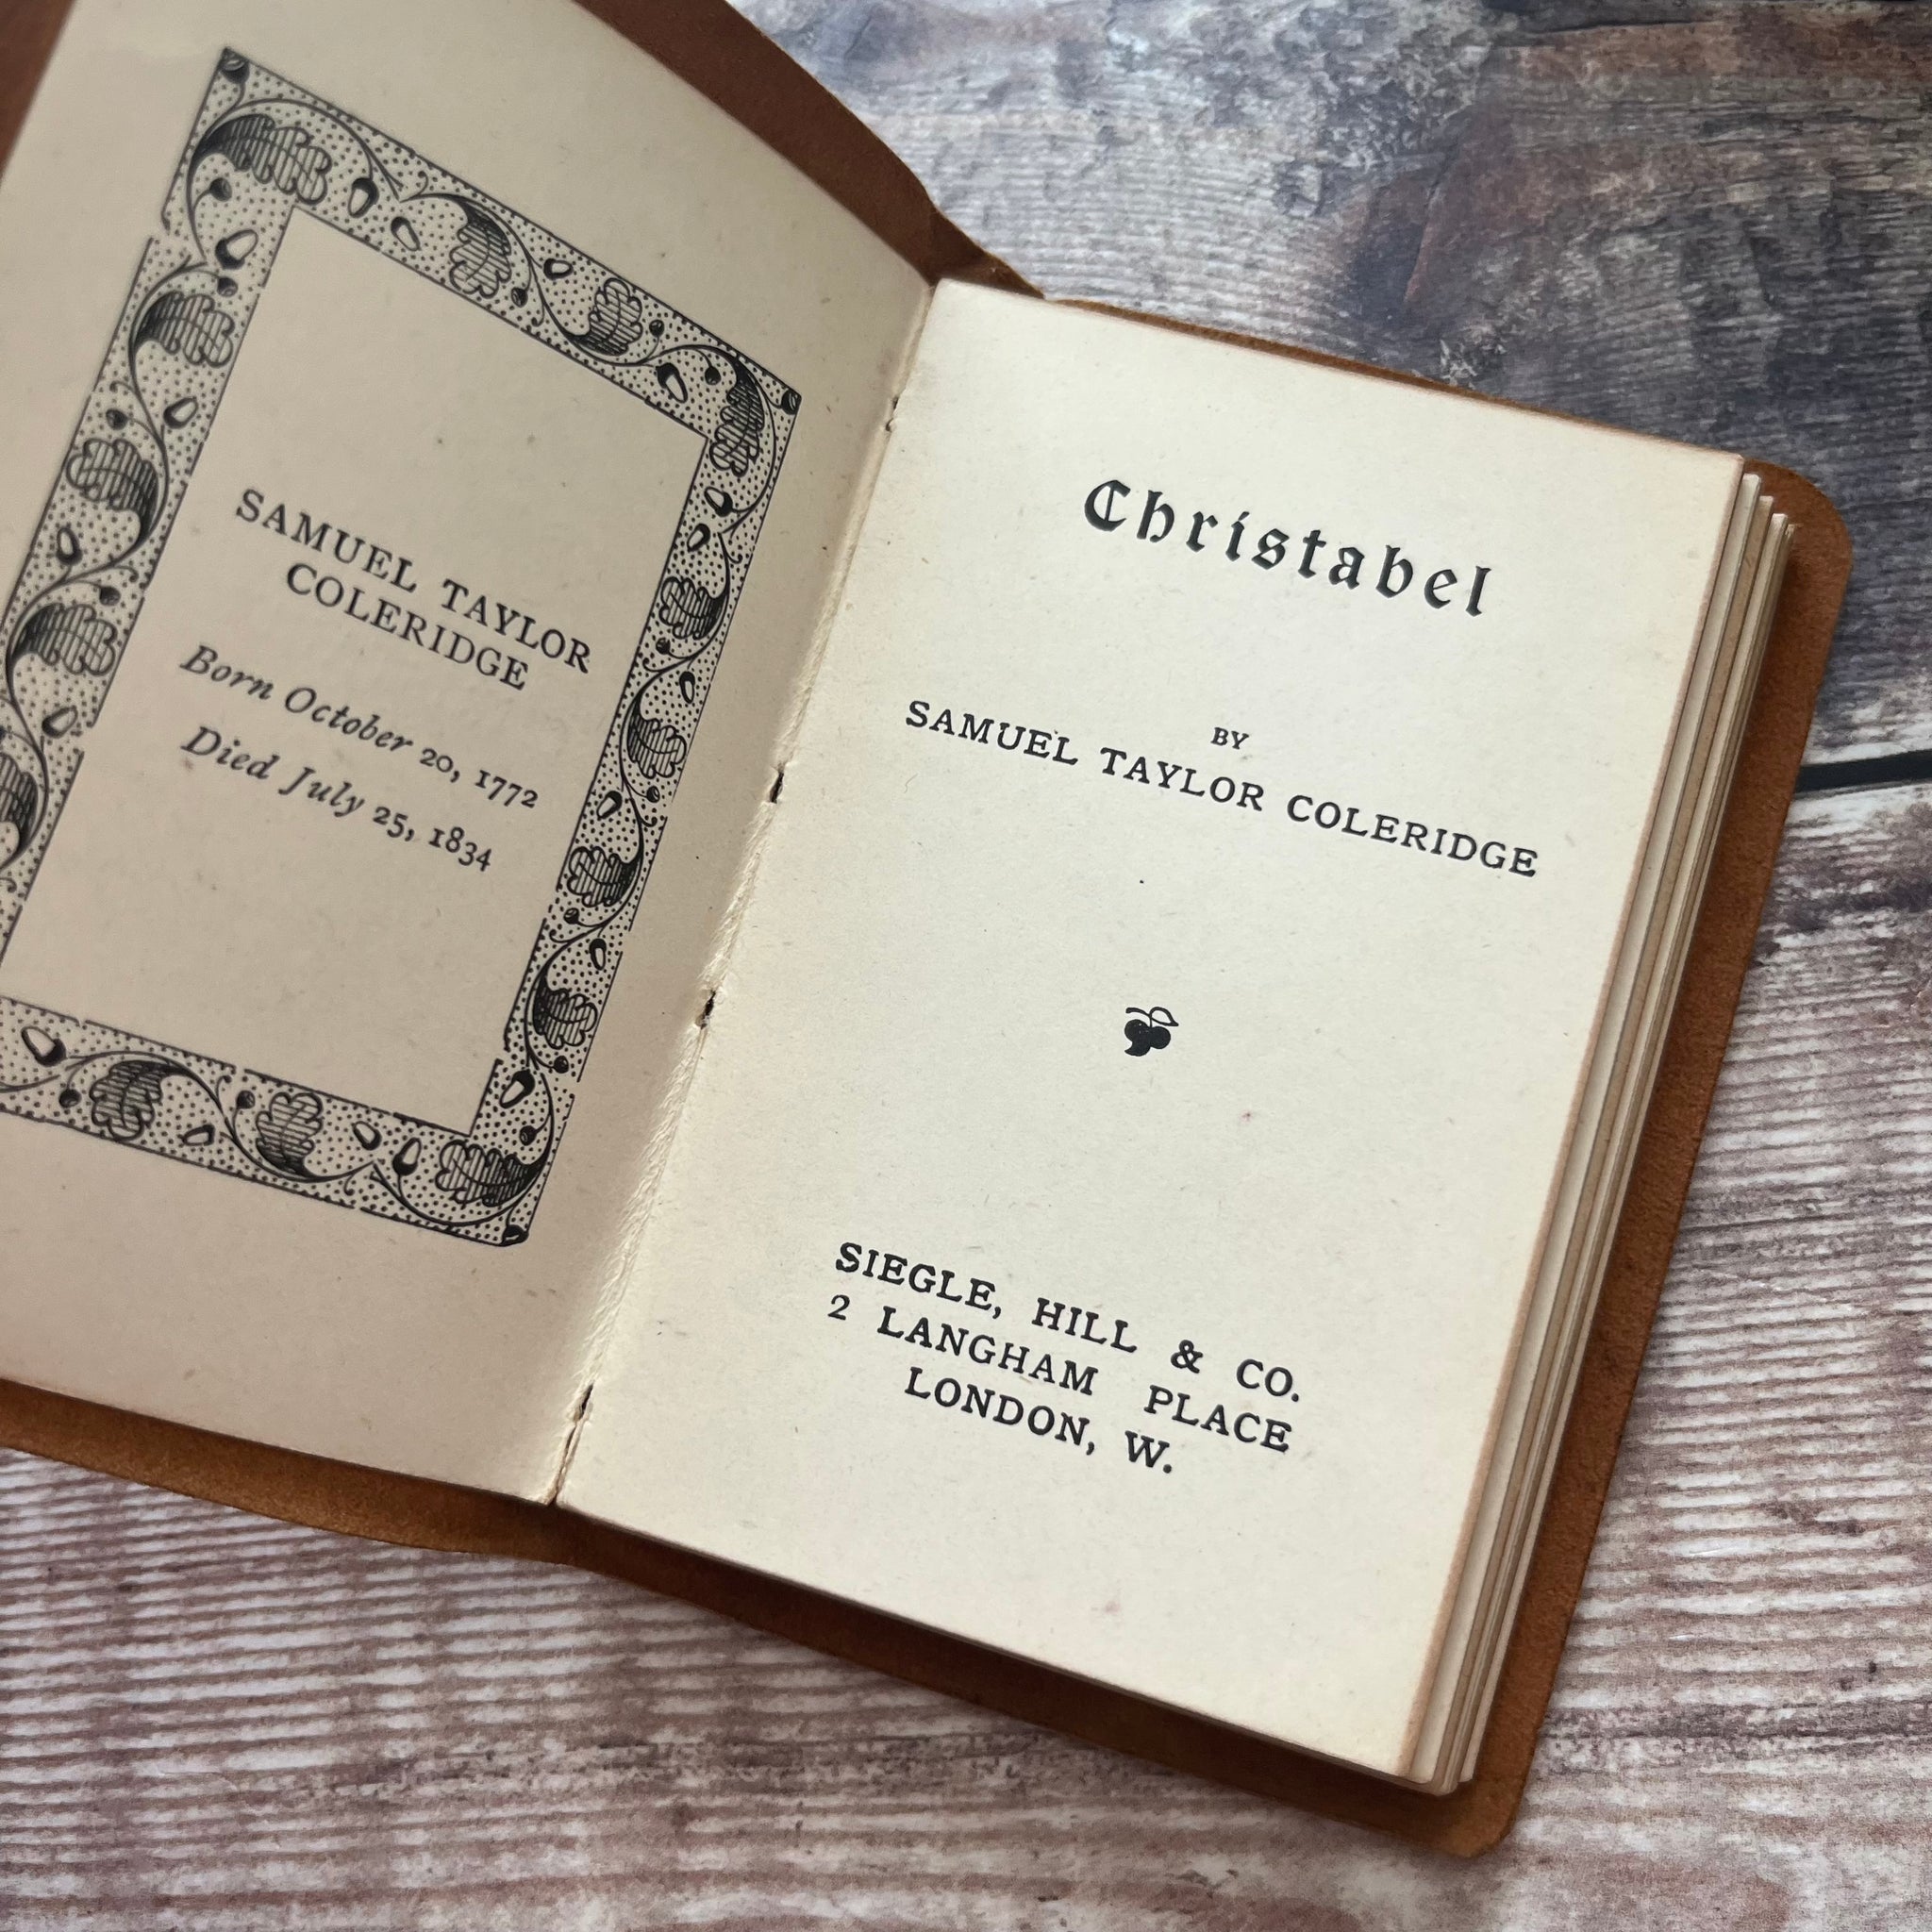 SAMUEL TAYLOR
COLERIDGE
Born October 20, 1772
Died July 25, 1834
Christabel
BY
SAMUEL TAYLOR COLERIDGE
SIEGLE, HILL & CO.
2 LANGHAM PLACE
LONDON, W.